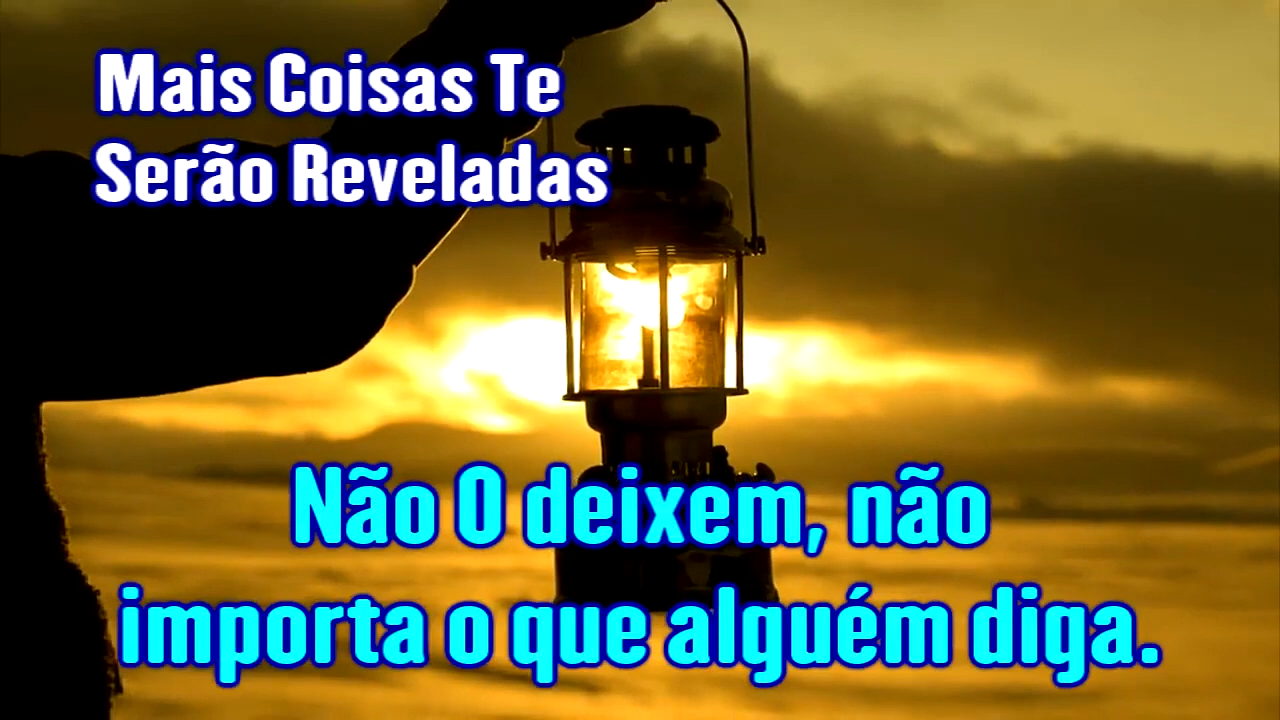 Mais Coisas Te
Serão Reveladas
Não O deixem, não
importa o que alguém diga.